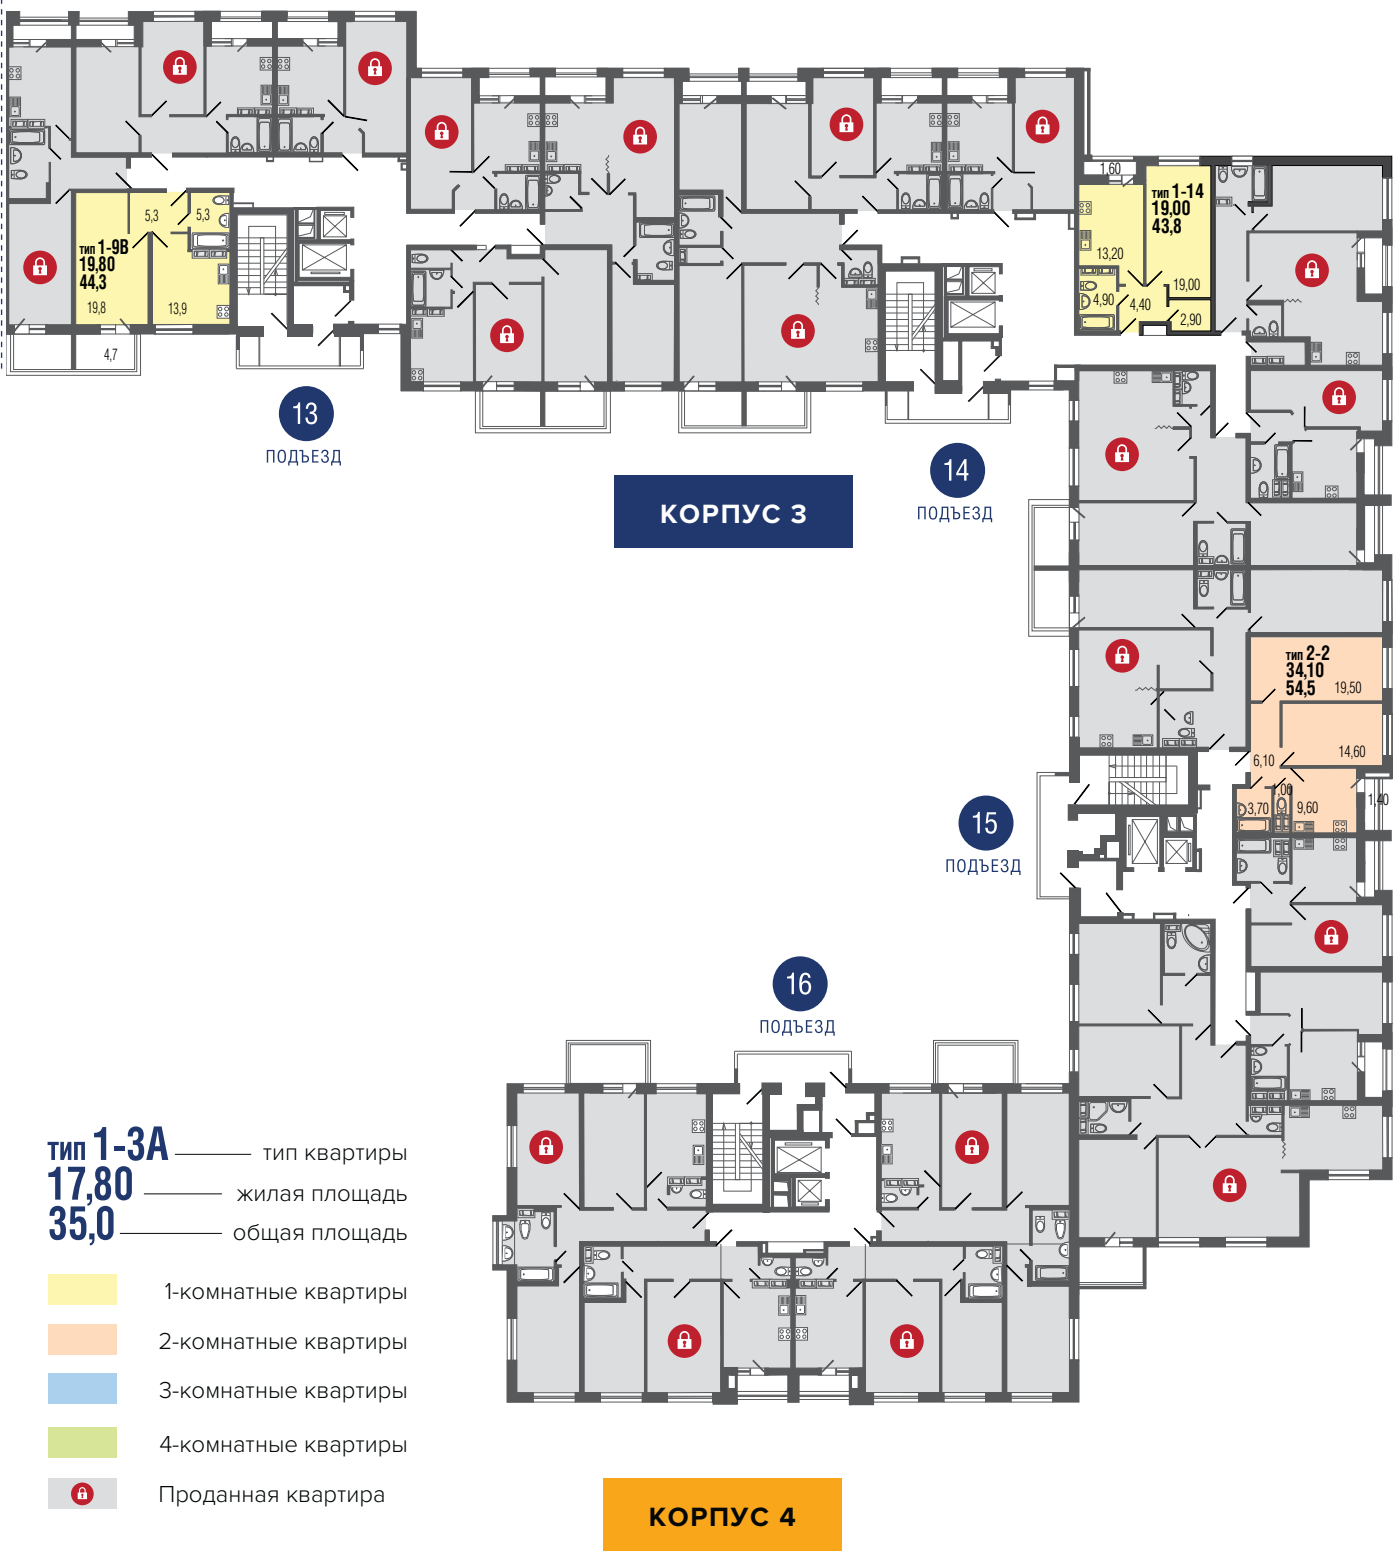 1,60
тип 1-14
19,00
43,8
13,20
19,00
4,90
4,40
2,90
5,3
5,3
тип 1-9В
19,80
44,3
19,8
13,9
4,7
13
ПОДЪЕЗД
14
ПОДЪЕЗД
КОРПУС 3
тип 2-2
34,10
54,5
19,50
14,60
6,10
1,00
3,70
9,60
1,40
15
ПОДЪЕЗД
16
ПОДЪЕЗД
тип 1-3А
тип квартиры
17,80
жилая площадь
35,0
общая площадь
1-комнатные квартиры
2-комнатные квартиры
3-комнатные квартиры
4-комнатные квартиры
Проданная квартира
КОРПУС 4